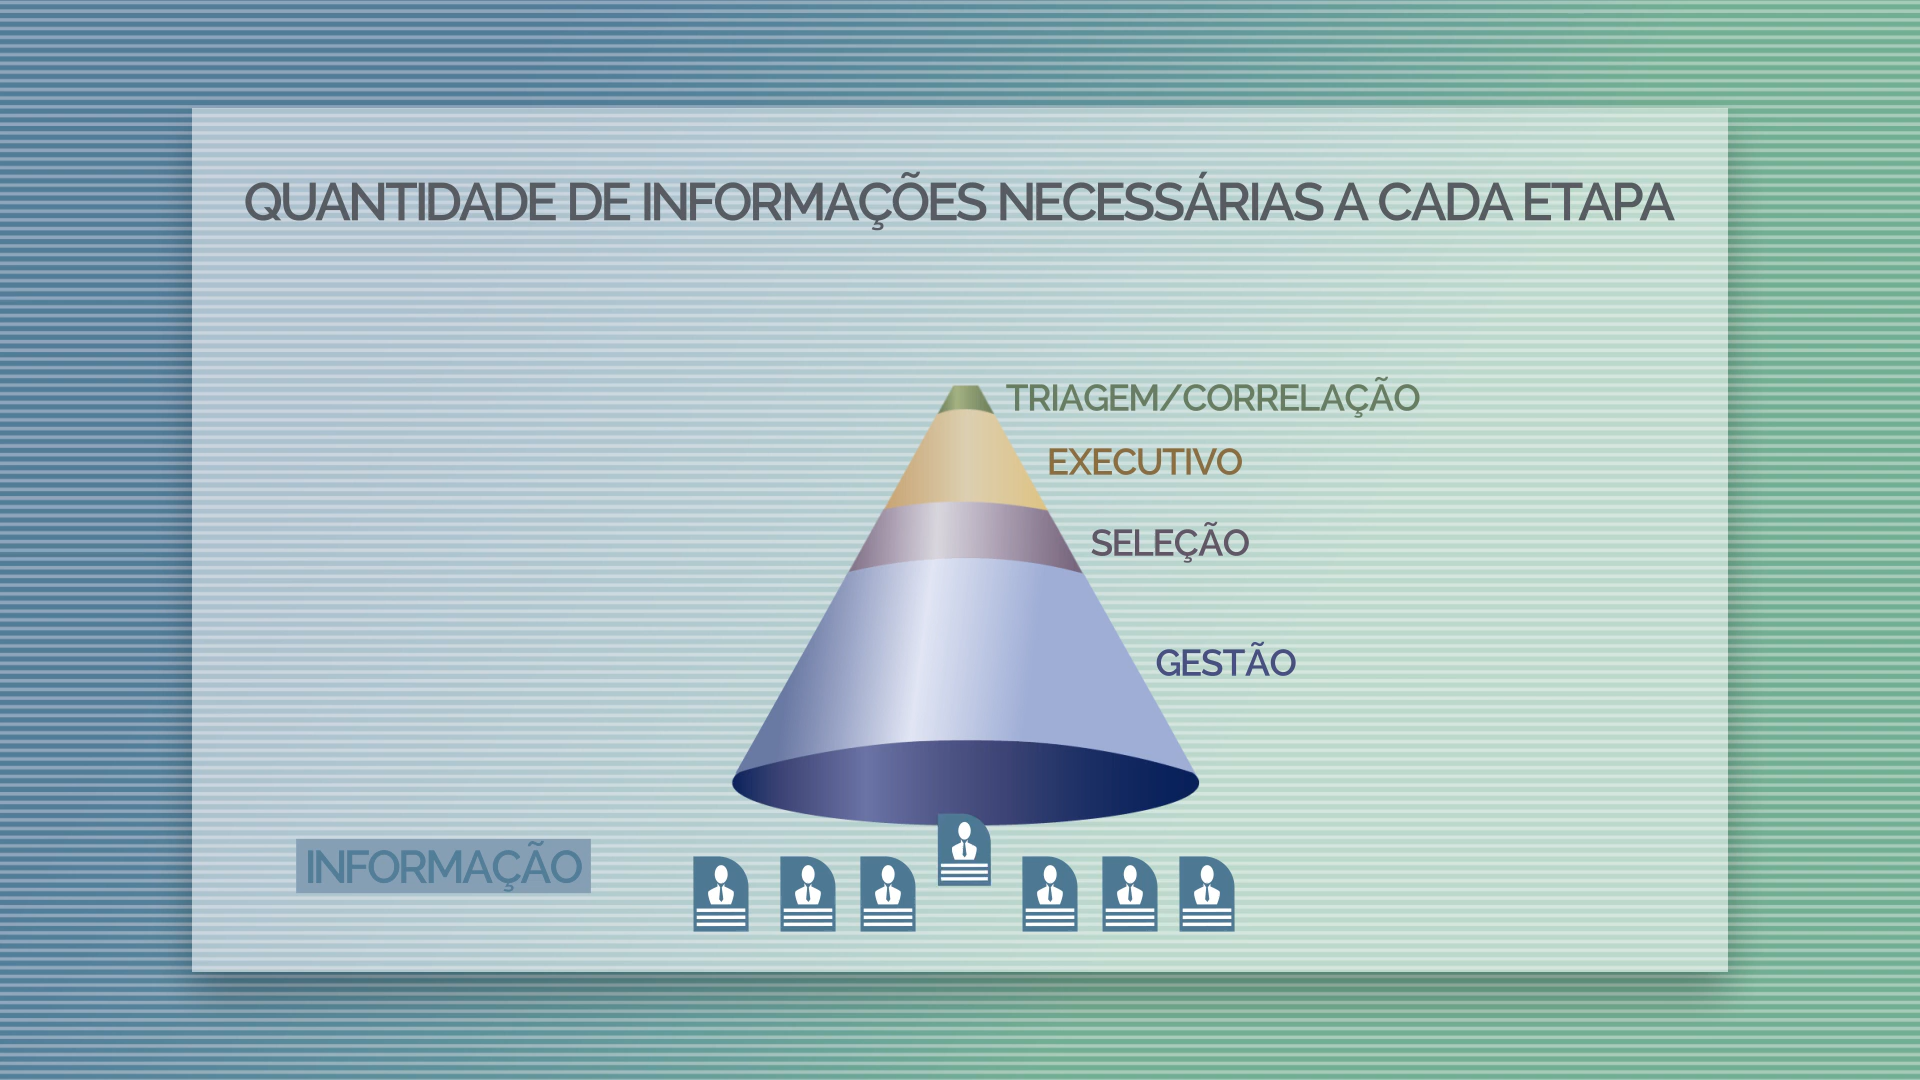 QUANTIDADE DE INFORMAÇÕES NECESSÁRIAS A CADA ETAPA
TRIAGEM/CORRELAÇÃO
EXECUTIVO
SELEÇÃO
GESTÃO
INFORMAÇÃO